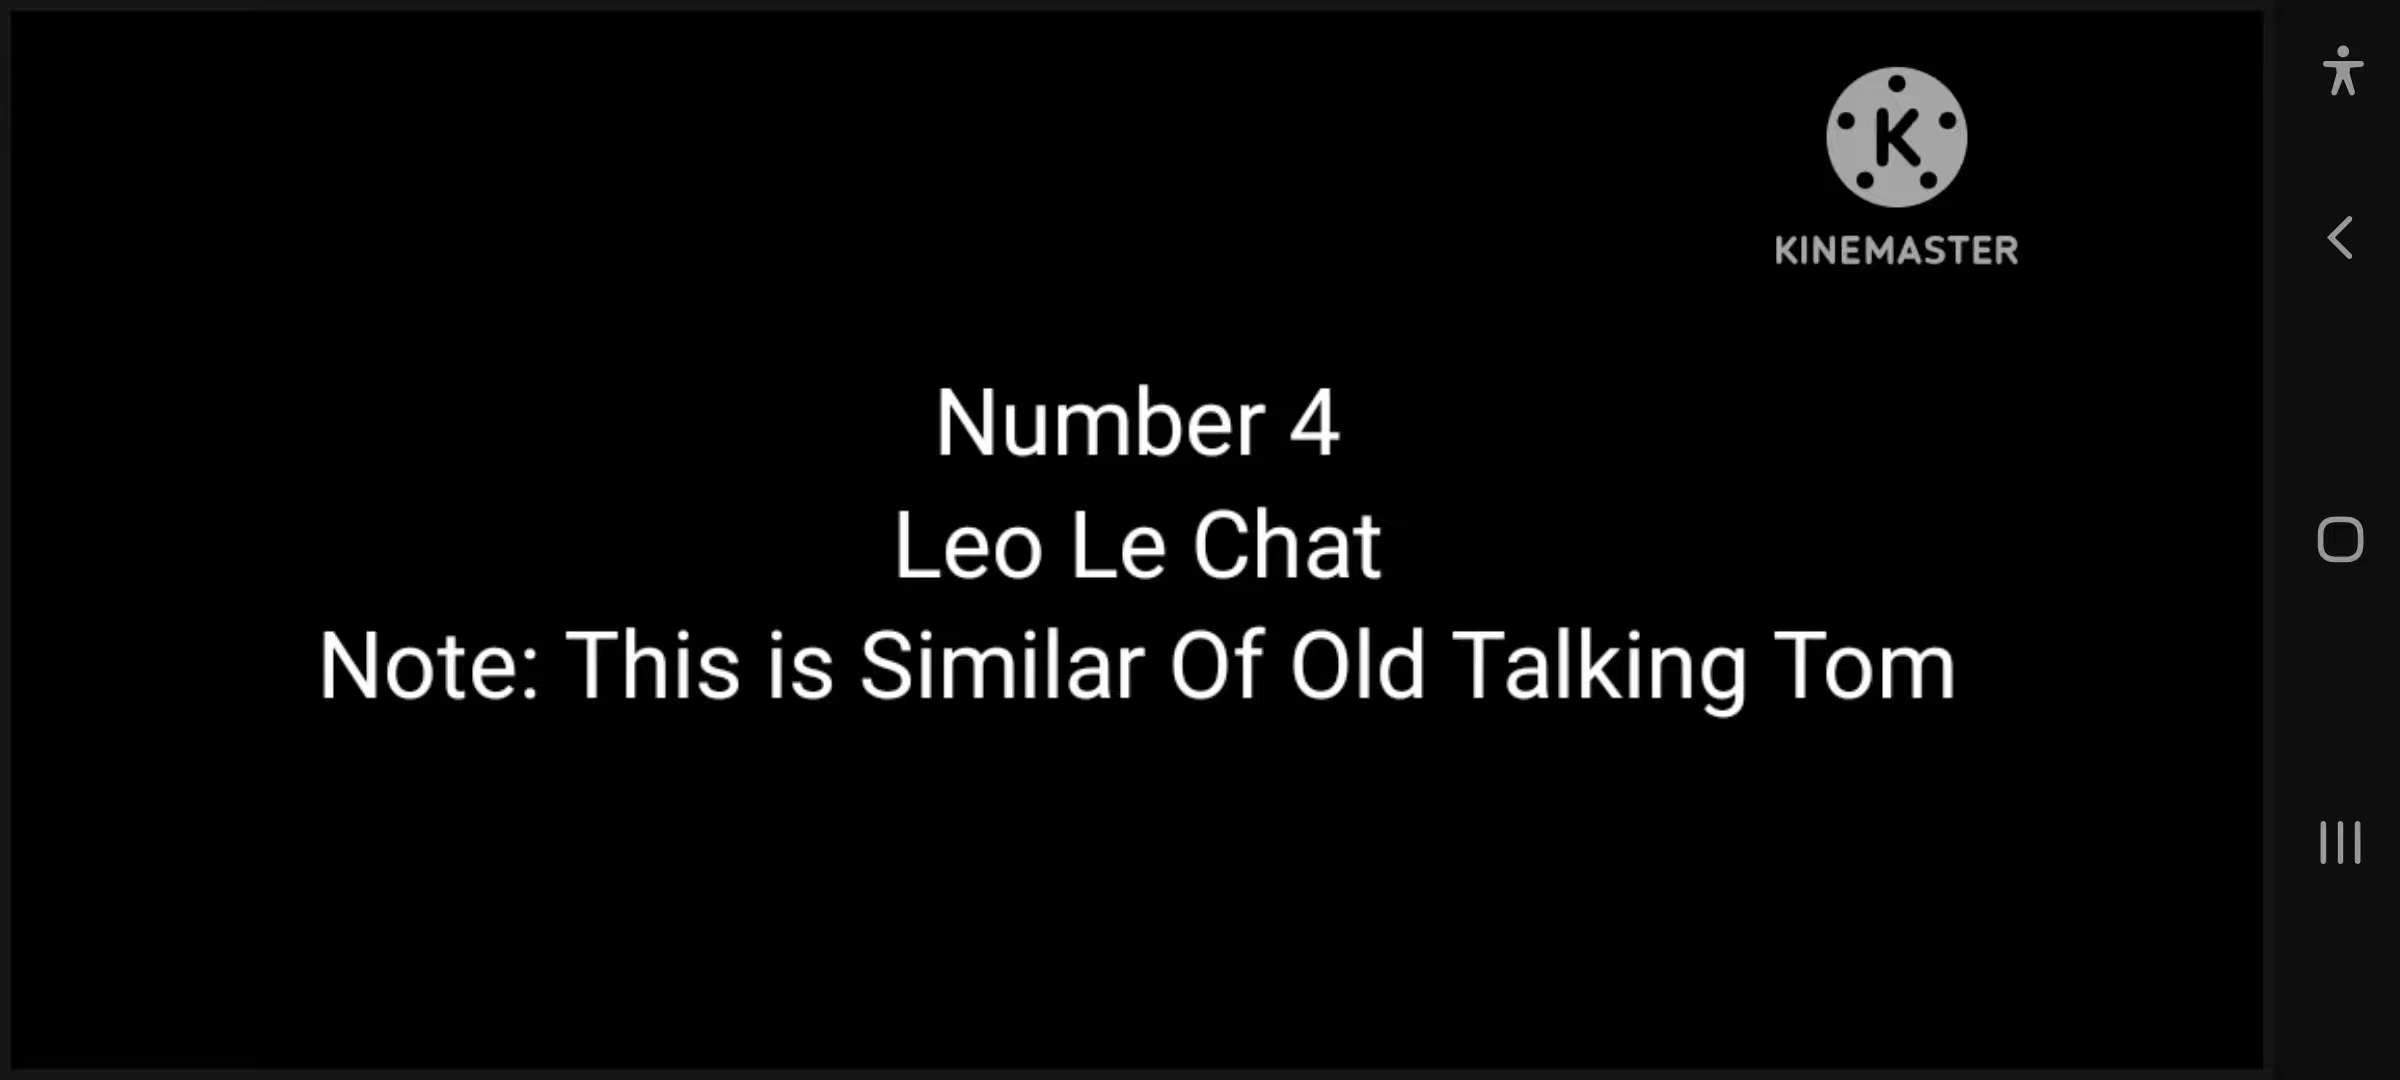 K
KINEMASTER
Number 4
Leo Le Chat
Note: This is Similar Of Old Talking Tom